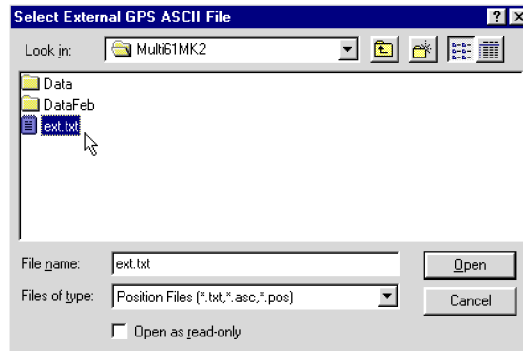 Select External GPS ASCII File
Look in: Multi61MK2
Data
DataFeb
ext.txt
File name: ext.txt
Open
Files of type: Position Files (*.txt,*.asc,*.pos)
Cancel
Open as read-only